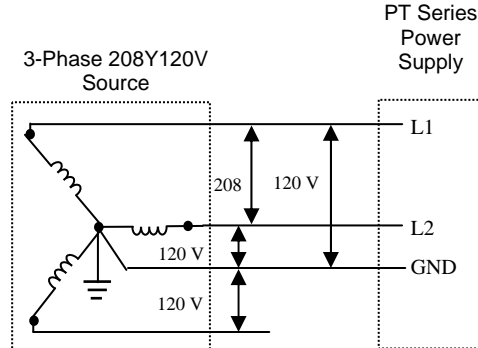 PT Series
Power
Supply
3-Phase 208Y120V
Source
L1
208
120 V
L2
120 V
GND
120 V